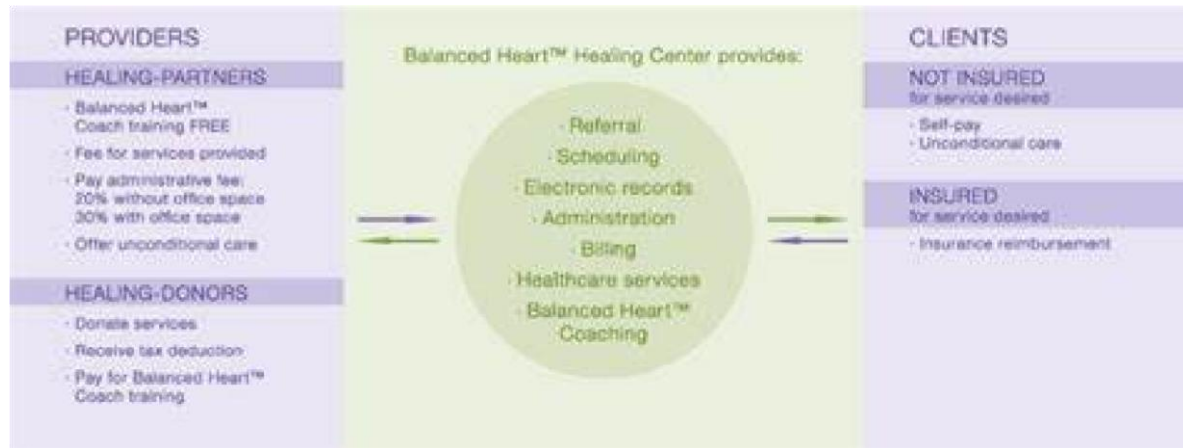 PROVIDERS
HEALING-PARTNERS
· Balanced Heart™
Coach training FREE
· Fee for services provided
· Pay administrative fee:
20% without office space
30% with office space
· Offer unconditional care
HEALING-DONORS
· Donate services
· Receive tax deduction
· Pay for Balanced Heart™
Coach training
Balanced Heart™ Healing Center provides:
· Referral
· Scheduling
· Electronic records
· Administration
· Billing
· Healthcare services
· Balanced Heart™
Coaching
CLIENTS
NOT INSURED
for service desired
· Self-pay
· Unconditional care
INSURED
for service desired
· Insurance reimbursement